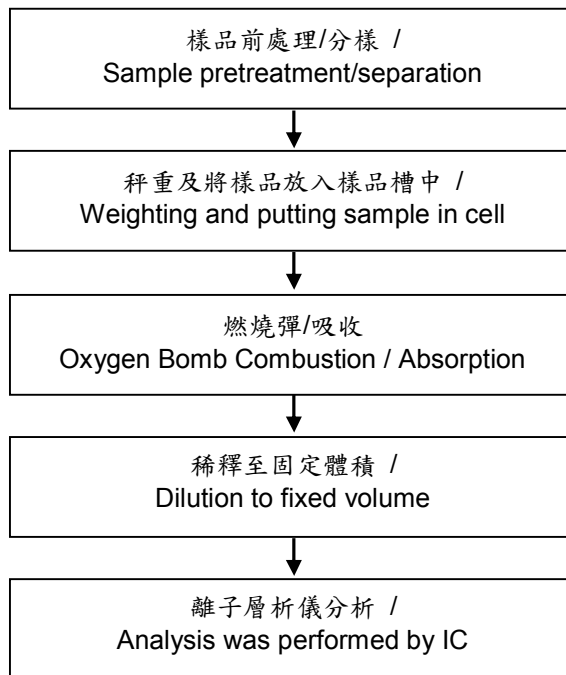 樣品前處理/分樣 /
Sample pretreatment/separation
秤重及將樣品放入樣品槽中 /
Weighting and putting sample in cell
燃燒彈/吸收
Oxygen Bomb Combustion / Absorption
稀釋至固定體積 /
Dilution to fixed volume
離子層析儀分析 /
Analysis was performed by IC